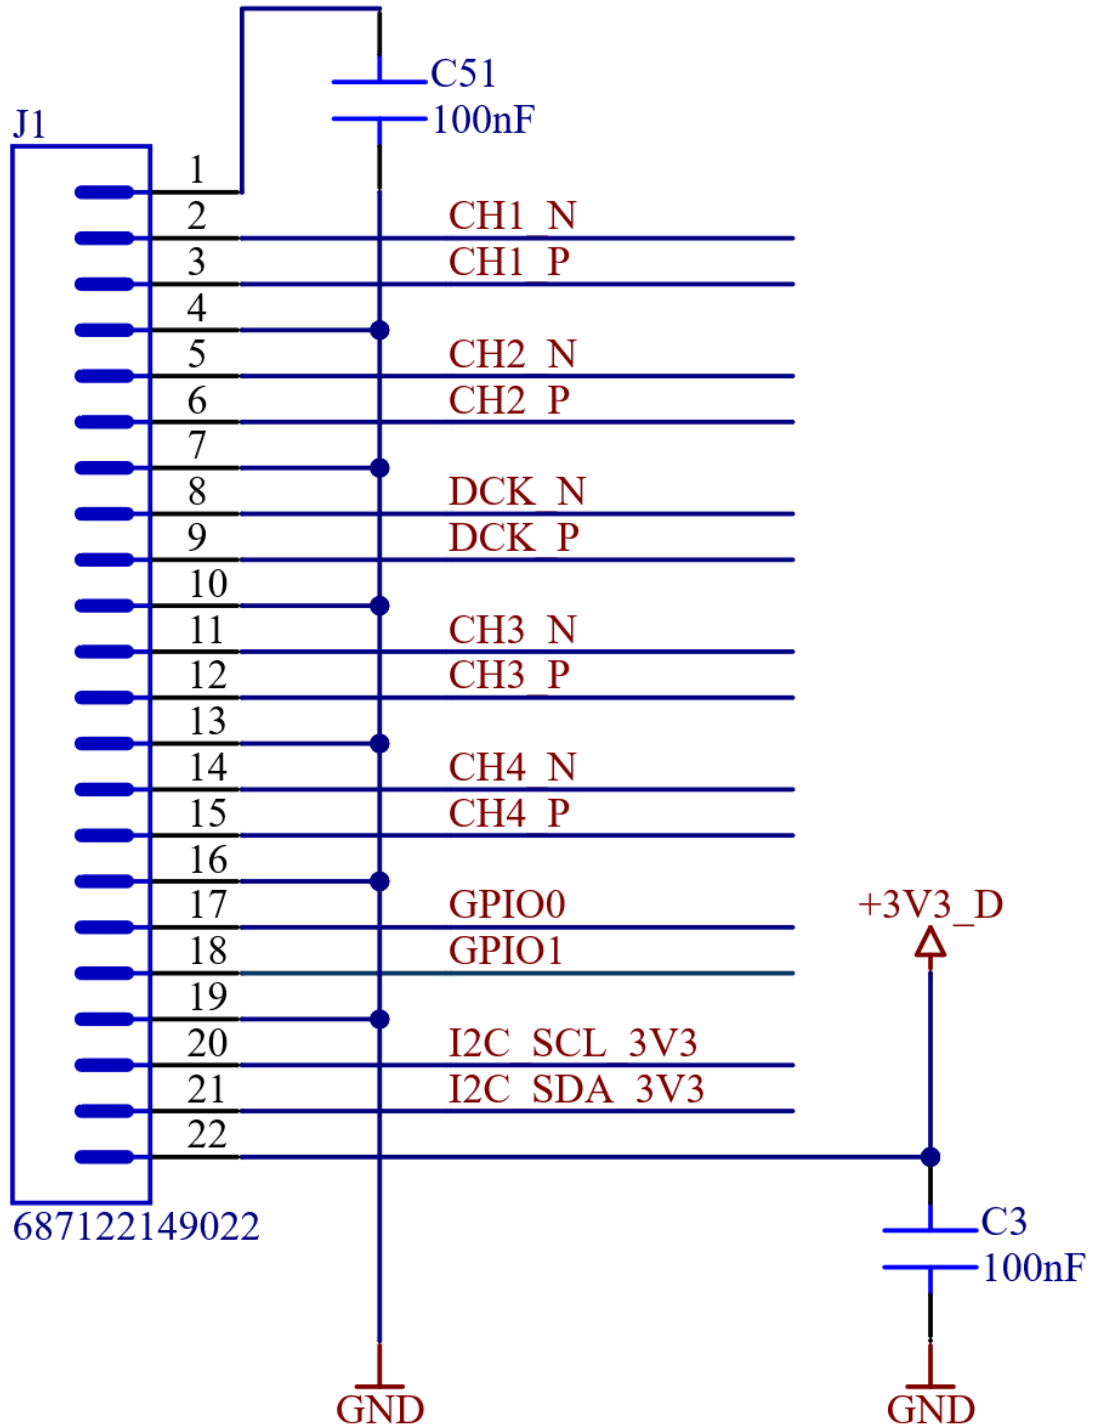 C51
100nF
J1
1
2 CH1_N
3 CH1_P
4
5 CH2_N
6 CH2_P
7
8 DCK_N
9 DCK_P
10
11 CH3_N
12 CH3_P
13
14 CH4_N
15 CH4_P
16
17 GPIO0 +3V3_D
18 GPIO1
19
20 I2C_SCL_3V3
21 I2C_SDA_3V3
22
687122149022
C3
100nF
GND GND